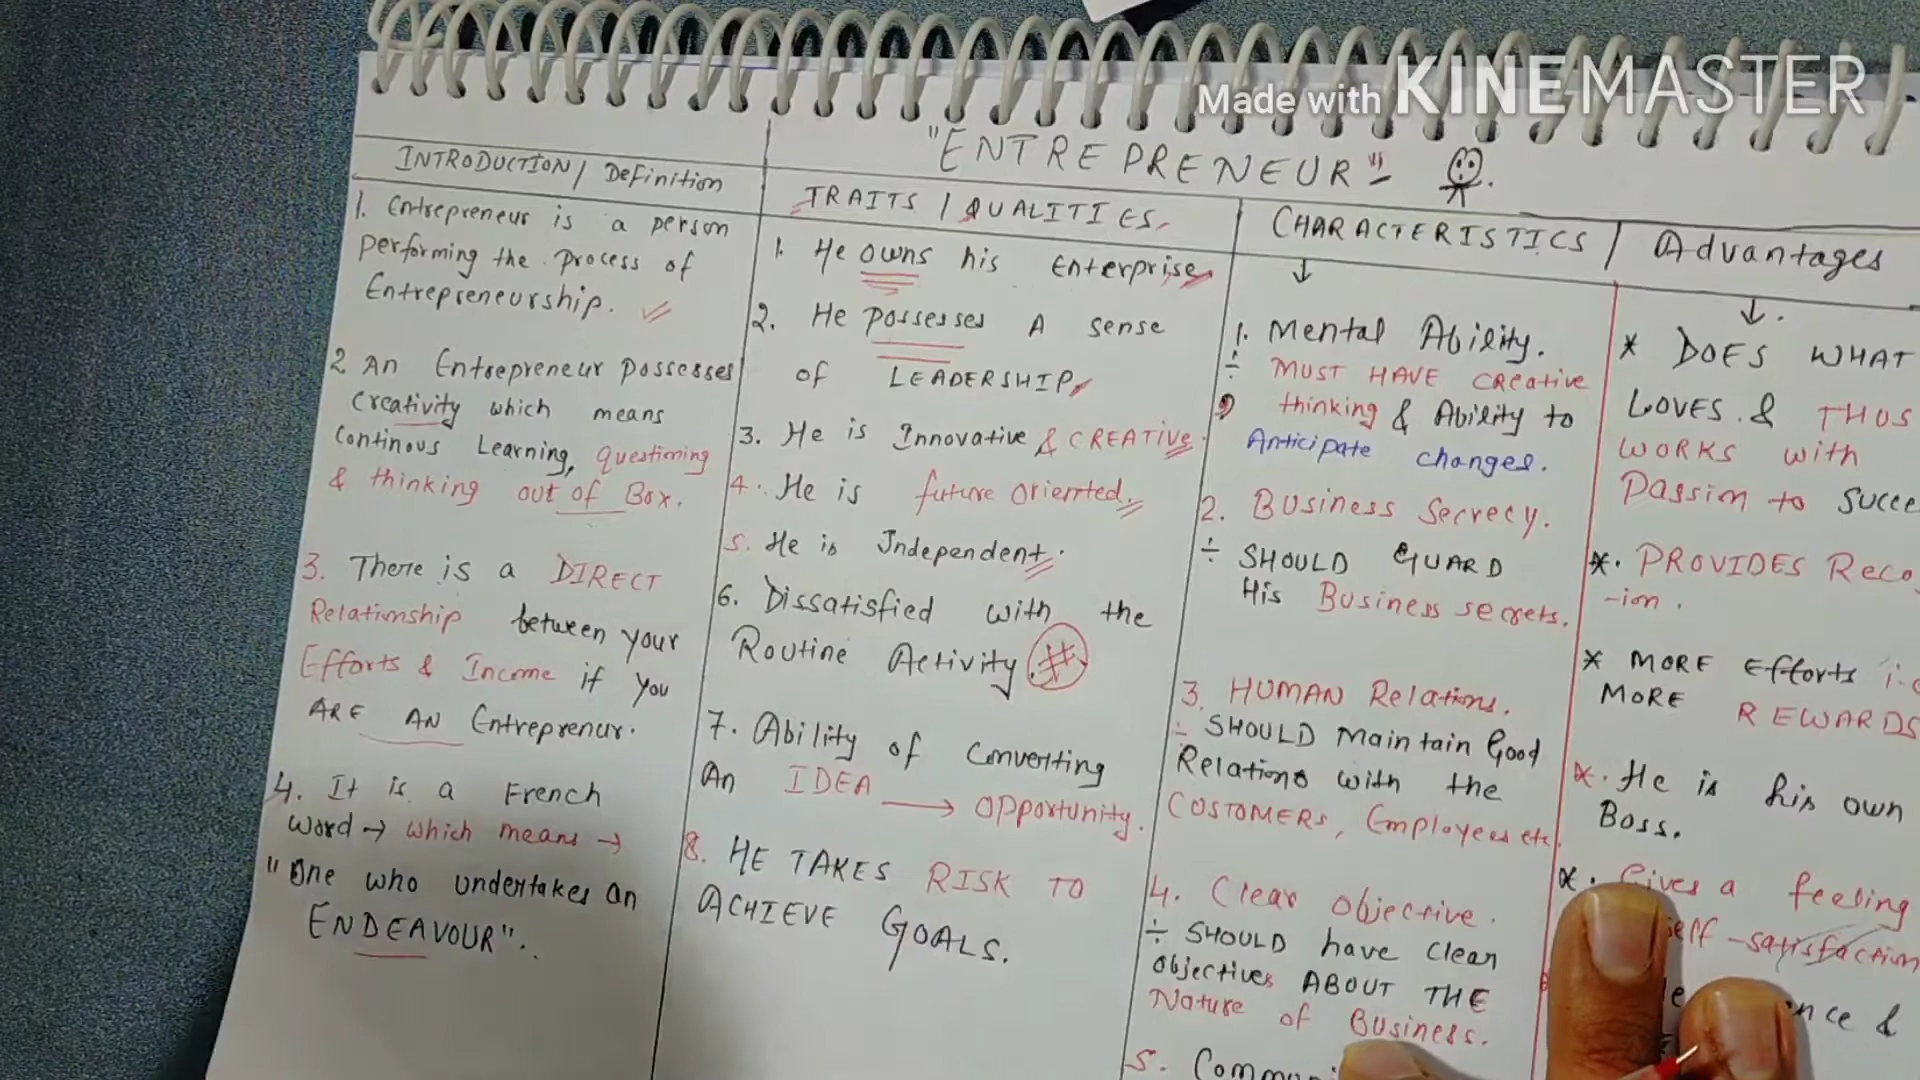 Made with KINEMASTER
"ENTREPRENEUR"
INTRODUCTION / Definition
1. Entrepreneur is a person
performing the process of
Entrepreneurship.
2 An Entrepreneur possesses
creativity which means
continous Learning, questioning
& thinking out of Box.
3. There is a DIRECT
Relationship between your
Efforts & Income if you
ARE AN Entreprenur.
4. It is a French
word → which means →
"One who undertakes an
ENDEAVOUR".
TRAITS / QUALITIES
1. He owns his Enterprise
2. He possesses A sense
of LEADERSHIP
3. He is Innovative & CREATIVE.
4. He is future oriented.
5. He is Independent.
6. Dissatisfied with the
Routine Activity. #
7. Ability of converting
An IDEA → opportunity.
8. HE TAKES RISK TO
ACHIEVE GOALS.
CHARACTERISTICS /
↓
1. Mental Ability.
÷ MUST HAVE creative
thinking & Ability to
Anticipate changes.
2. Business Secrecy.
÷ SHOULD GUARD
His Business secrets.
3. HUMAN Relations.
÷ SHOULD Maintain Good
Relations with the
CUSTOMERS, Employees etc
4. Clear objective.
÷ SHOULD have clear
objectives ABOUT THE
Nature of Business.
5.
Advantages
↓.
* DOES WHAT
LOVES. & THUS
WORKS with
Passion to
*. PROVIDES
-ion.
* MORE Efforts
MORE REWARDS
*. He is his own
Boss.
*. Gives a feeling
self-satisfaction
&